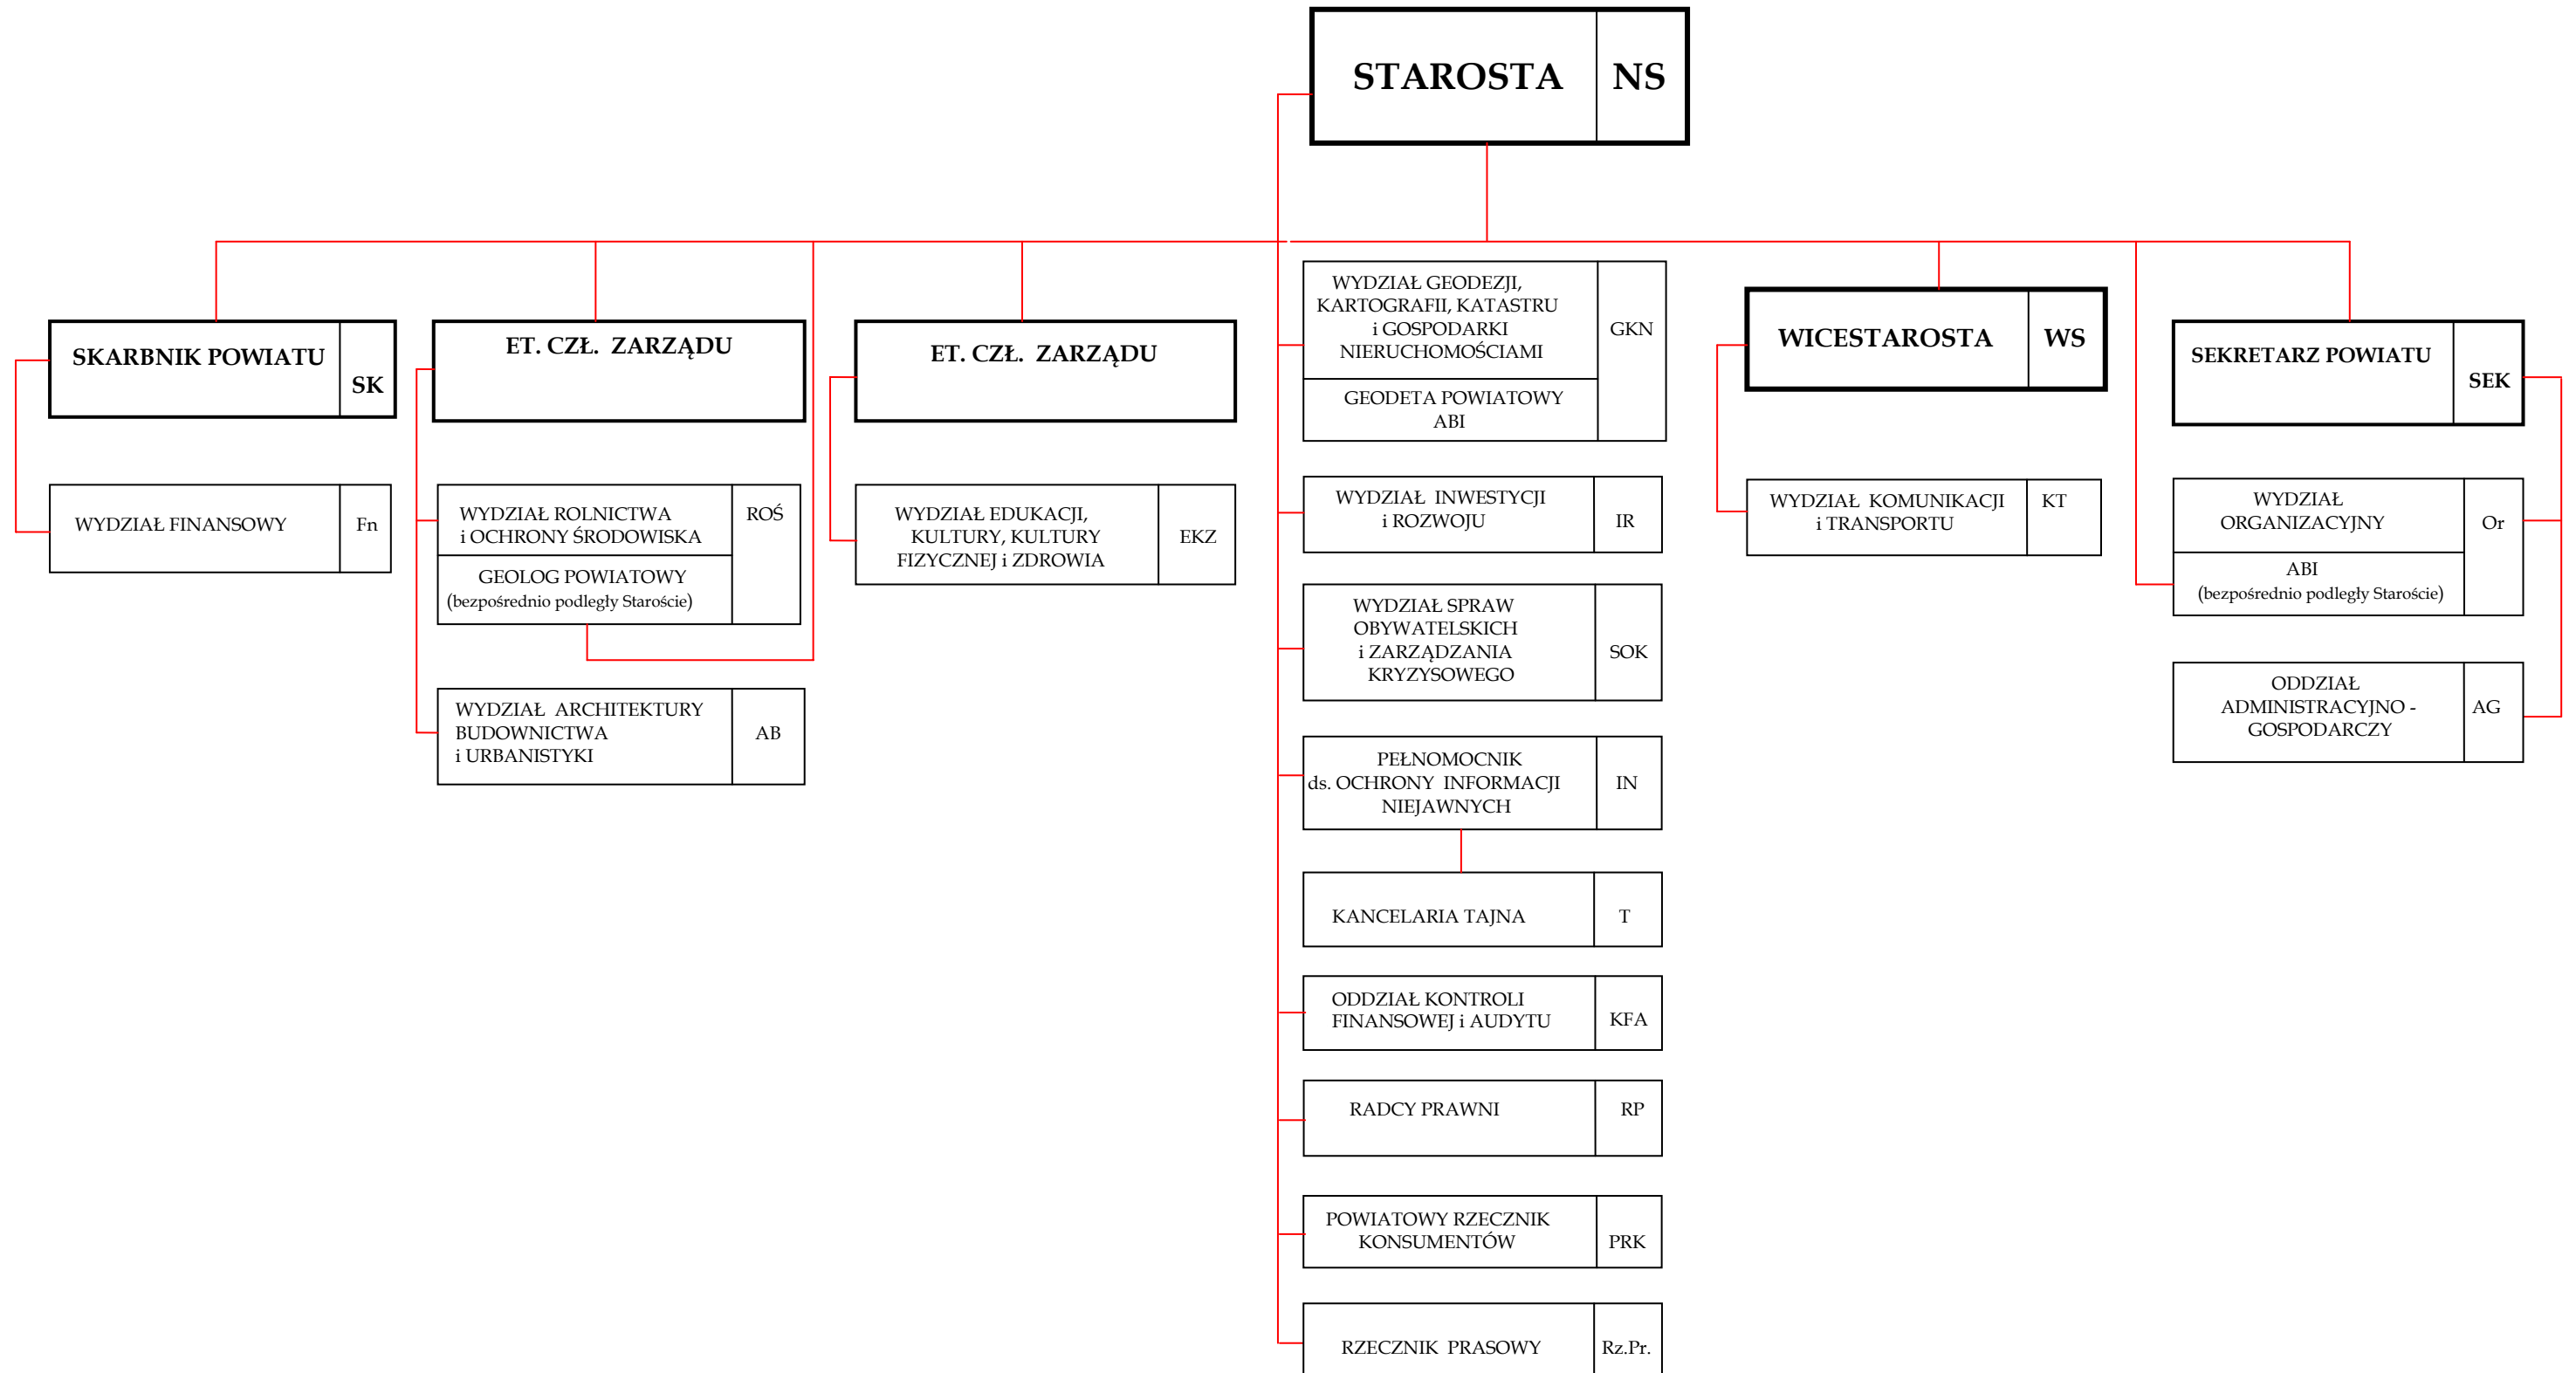 STAROSTA NS
SKARBNIK POWIATU
SK
WYDZIAŁ FINANSOWY Fn
ET. CZŁ. ZARZĄDU
WYDZIAŁ ROLNICTWA ROŚ
i OCHRONY ŚRODOWISKA
GEOLOG POWIATOWY
(bezpośrednio podległy Staroście)
WYDZIAŁ ARCHITEKTURY
BUDOWNICTWA AB
i URBANISTYKI
ET. CZŁ. ZARZĄDU
WYDZIAŁ EDUKACJI,
KULTURY, KULTURY EKZ
FIZYCZNEJ i ZDROWIA
WYDZIAŁ GEODEZJI,
KARTOGRAFII, KATASTRU
i GOSPODARKI GKN
NIERUCHOMOŚCIAMI
GEODETA POWIATOWY
ABI
WYDZIAŁ INWESTYCJI
i ROZWOJU IR
WYDZIAŁ SPRAW
OBYWATELSKICH
i ZARZĄDZANIA SOK
KRYZYSOWEGO
PEŁNOMOCNIK
ds. OCHRONY INFORMACJI IN
NIEJAWNYCH
KANCELARIA TAJNA T
ODDZIAŁ KONTROLI
FINANSOWEJ i AUDYTU KFA
RADCY PRAWNI RP
POWIATOWY RZECZNIK
KONSUMENTÓW PRK
RZECZNIK PRASOWY Rz.Pr.
WICESTAROSTA WS
WYDZIAŁ KOMUNIKACJI KT
i TRANSPORTU
SEKRETARZ POWIATU
SEK
WYDZIAŁ
ORGANIZACYJNY Or
ABI
(bezpośrednio podległy Staroście)
ODDZIAŁ
ADMINISTRACYJNO - AG
GOSPODARCZY